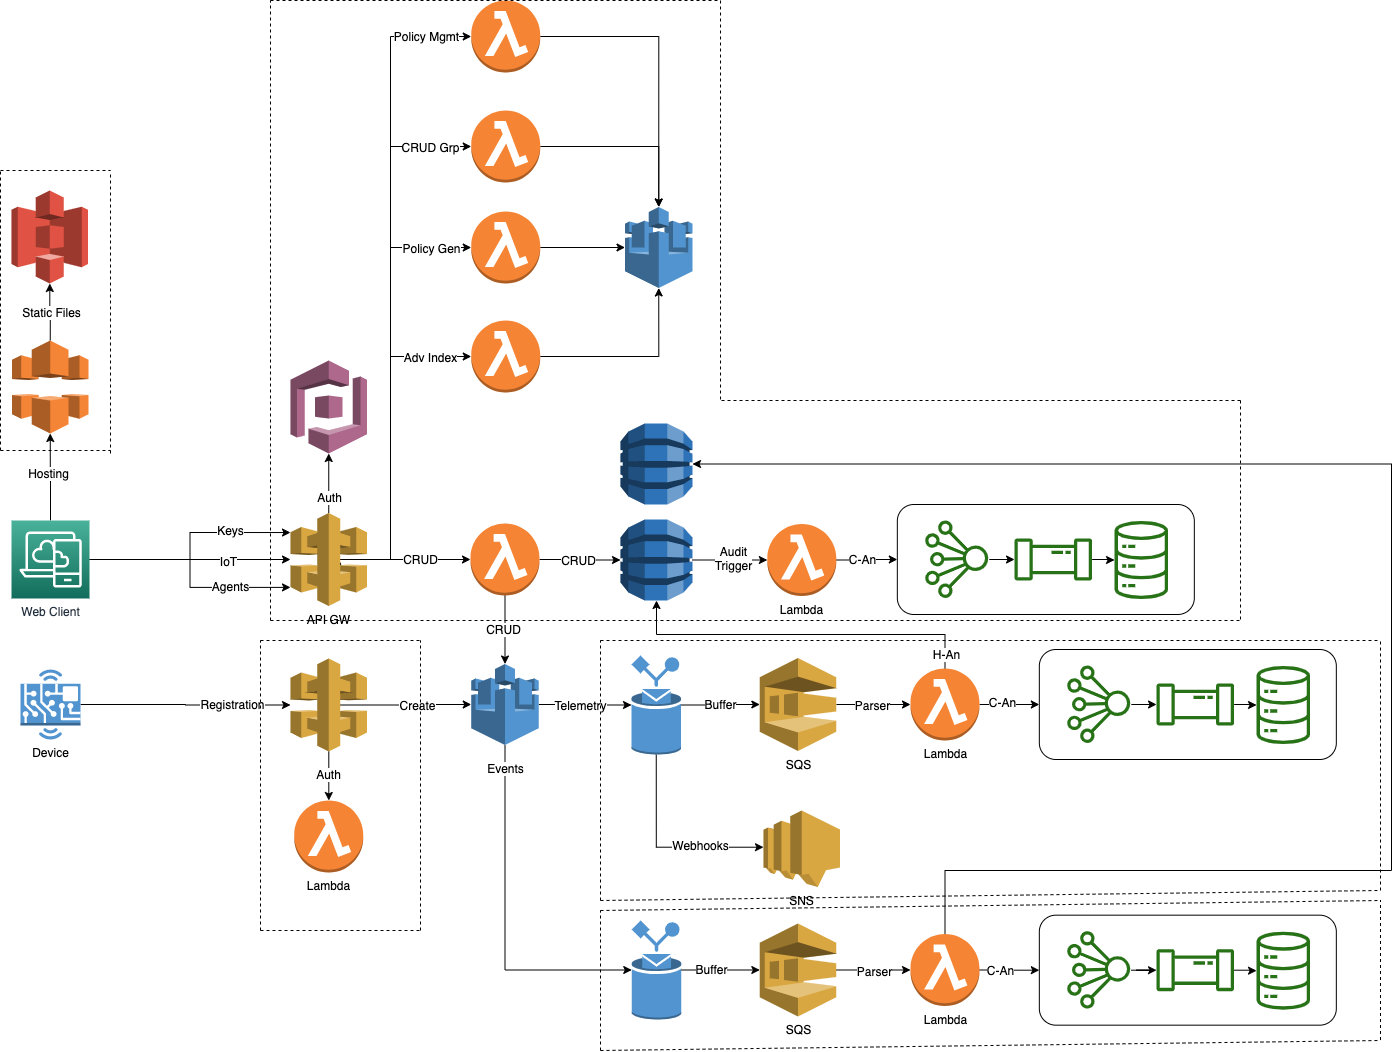 Policy Mgmt
CRUD Grp
Policy Gen
Static Files
Adv Index
Hosting
Auth
Keys
IoT
Agents
Web Client
API GW
CRUD
CRUD
Audit
Trigger
C-An
Lambda
CRUD
H-An
Registration
Create
Telemetry
Buffer
Parser
C-An
Device
Lambda
SQS
Auth
Events
Lambda
Webhooks
SNS
Buffer
Parser
C-An
SQS
Lambda